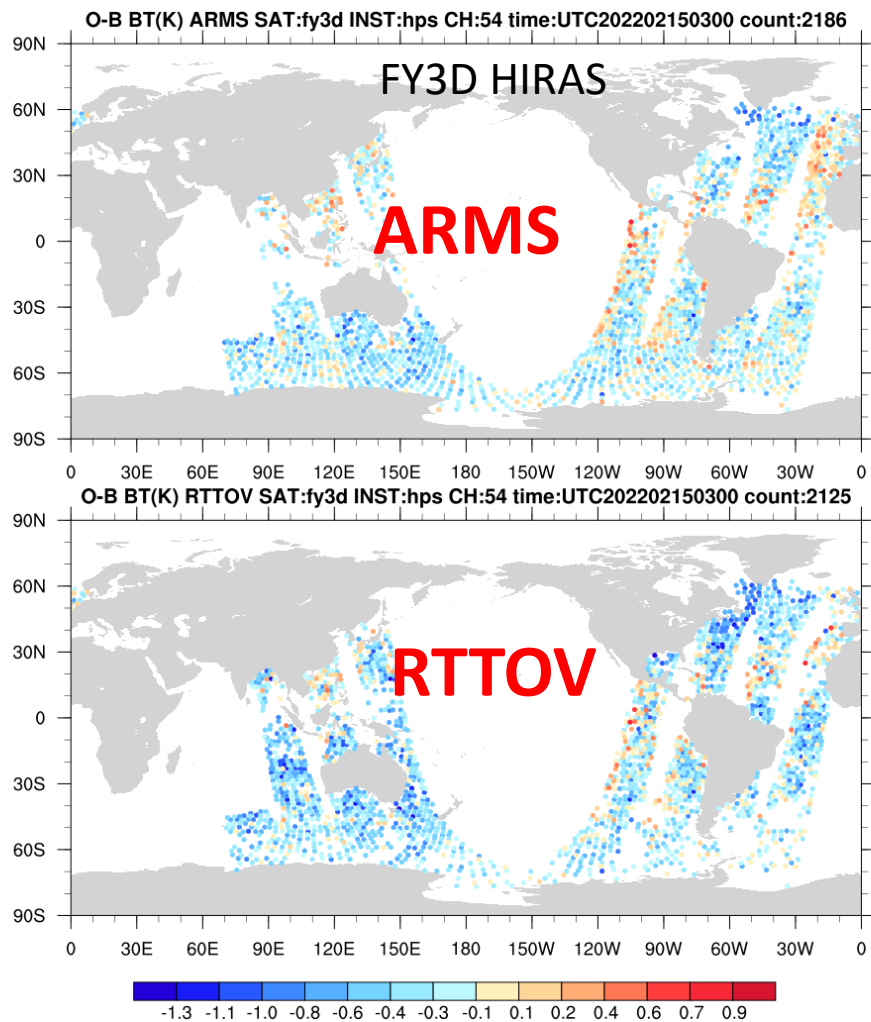 O-B BT(K) ARMS SAT:fy3d INST:hps CH:54 time:UTC202202150300 count:2186
90N
FY3D HIRAS
60N
30N
ARMS
0
30S
60S
90S
0 30E 60E 90E 120E 150E 150W 120W 90W 60W 30W 0
O-B BT(K) RTTOV SAT:fy3d INST:hps CH:54 time:UTC202202150300 count:2125
90N
60N
30N
RTTOV
0
30S
60S
90S
0 30E 60E 90E 120E 150E 150W 120W 90W 60W 30W 0
-1.3 -1.1 -1.0 -0.8 -0.6 -0.4 -0.3 -0.1 0.1 0.2 0.4 0.6 0.7 0.9